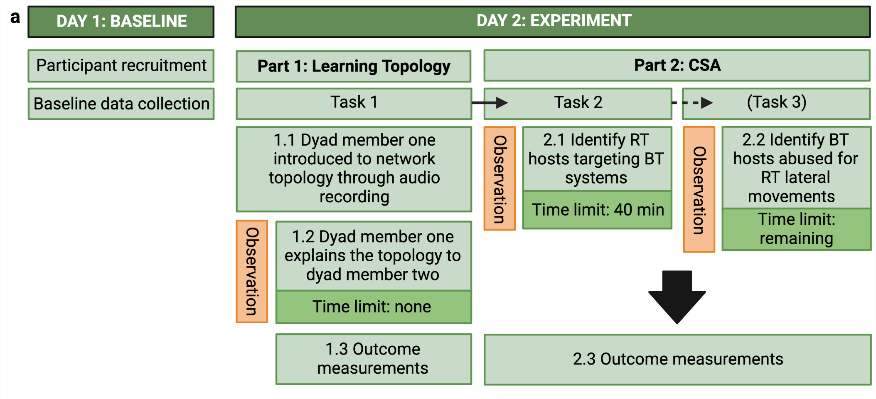 a
DAY 1: BASELINE
Participant recruitment
Baseline data collection
DAY 2: EXPERIMENT
Part 1: Learning Topology
Task 1
1.1 Dyad member one
introduced to network
topology through audio
recording
Observation
1.2 Dyad member one
explains the topology to
dyad member two
Time limit: none
1.3 Outcome
measurements
Part 2: CSA
Task 2
Observation
2.1 Identify RT
hosts targeting BT
systems
Time limit: 40 min
(Task 3)
Observation
2.2 Identify BT
hosts abused for
RT lateral
movements
Time limit:
remaining
2.3 Outcome measurements